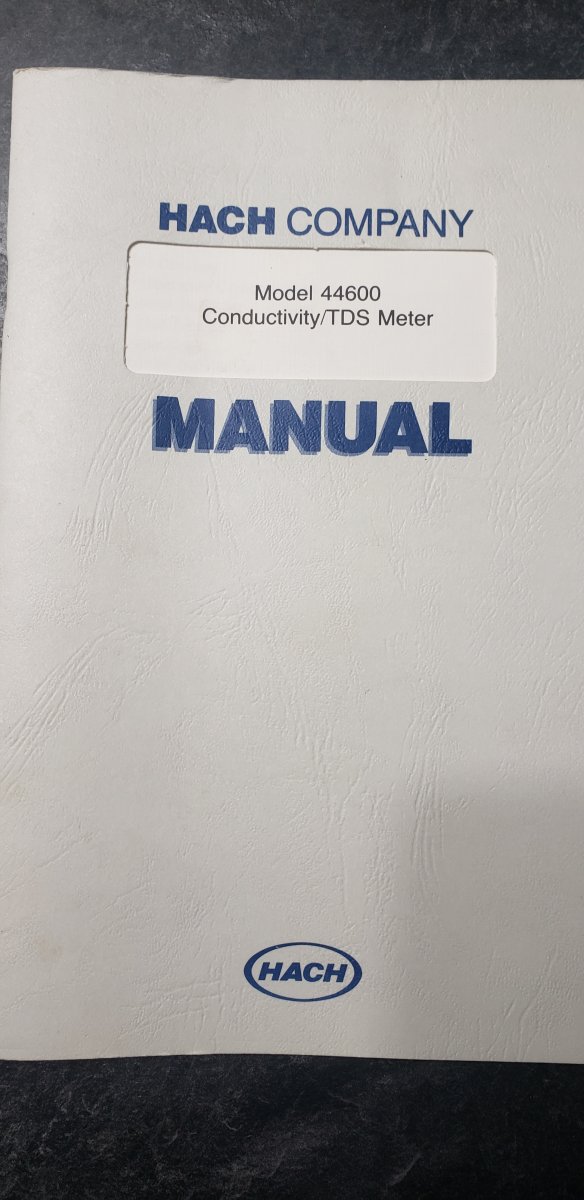 HACH COMPANY
Model 44600
Conductivity/TDS Meter
MANUAL
HACH